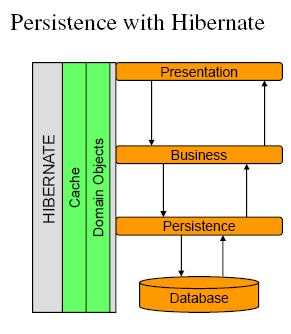 Persistence with Hibernate
HIBERNATE
Cache
Domain Objects
Presentation
Business
Persistence
Database